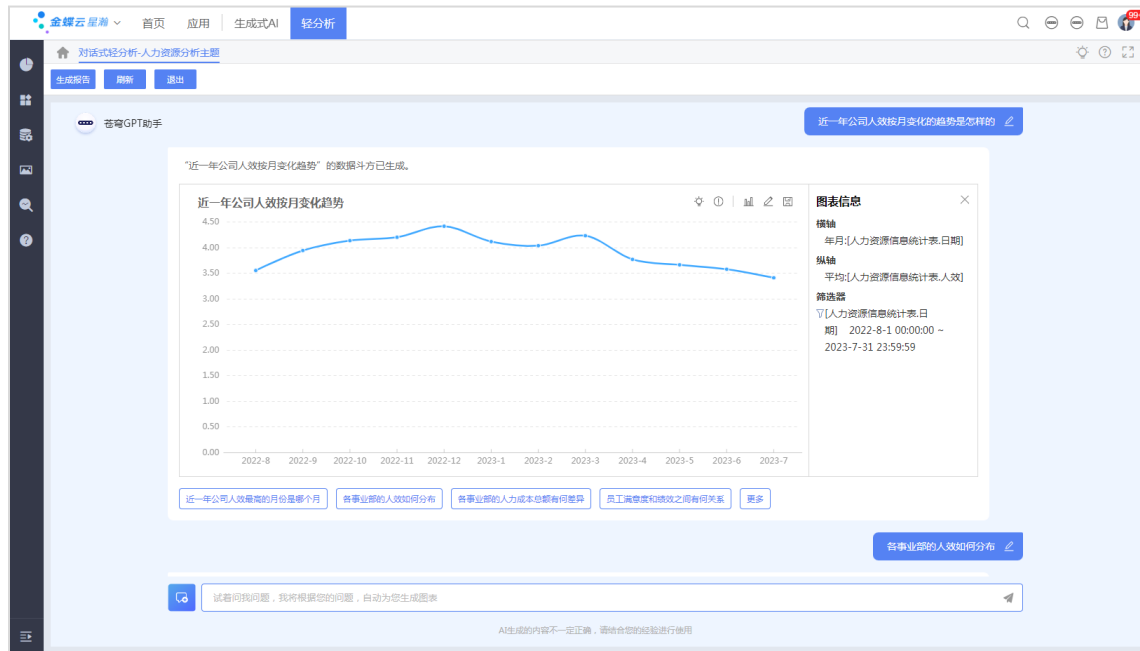 金蝶云星瀚 首页 应用 生成式AI 轻分析 99+
对话式轻分析-人力资源分析主题
生成报告 刷新 退出
苍穹GPT助手
近一年公司人效按月变化的趋势是怎样的
“近一年公司人效按月变化趋势”的数据斗方已生成。
近一年公司人效按月变化趋势
4.50
4.00
3.50
3.00
2.50
2.00
1.50
1.00
0.50
0.00
2022-8 2022-9 2022-10 2022-11 2022-12 2023-1 2023-2 2023-3 2023-4 2023-5 2023-6 2023-7
图表信息
横轴
年月:[人力资源信息统计表.日期]
纵轴
平均:[人力资源信息统计表.人效]
筛选器
[人力资源信息统计表.日
期] 2022-8-1 00:00:00 ~
2023-7-31 23:59:59
近一年公司人效最高的月份是哪个月 各事业部的人效如何分布 各事业部的人力成本总额有何差异 员工满意度和绩效之间有何关系 更多
各事业部的人效如何分布
试着问我问题，我将根据您的问题，自动为您生成图表
AI生成的内容不一定正确，请结合您的经验进行使用